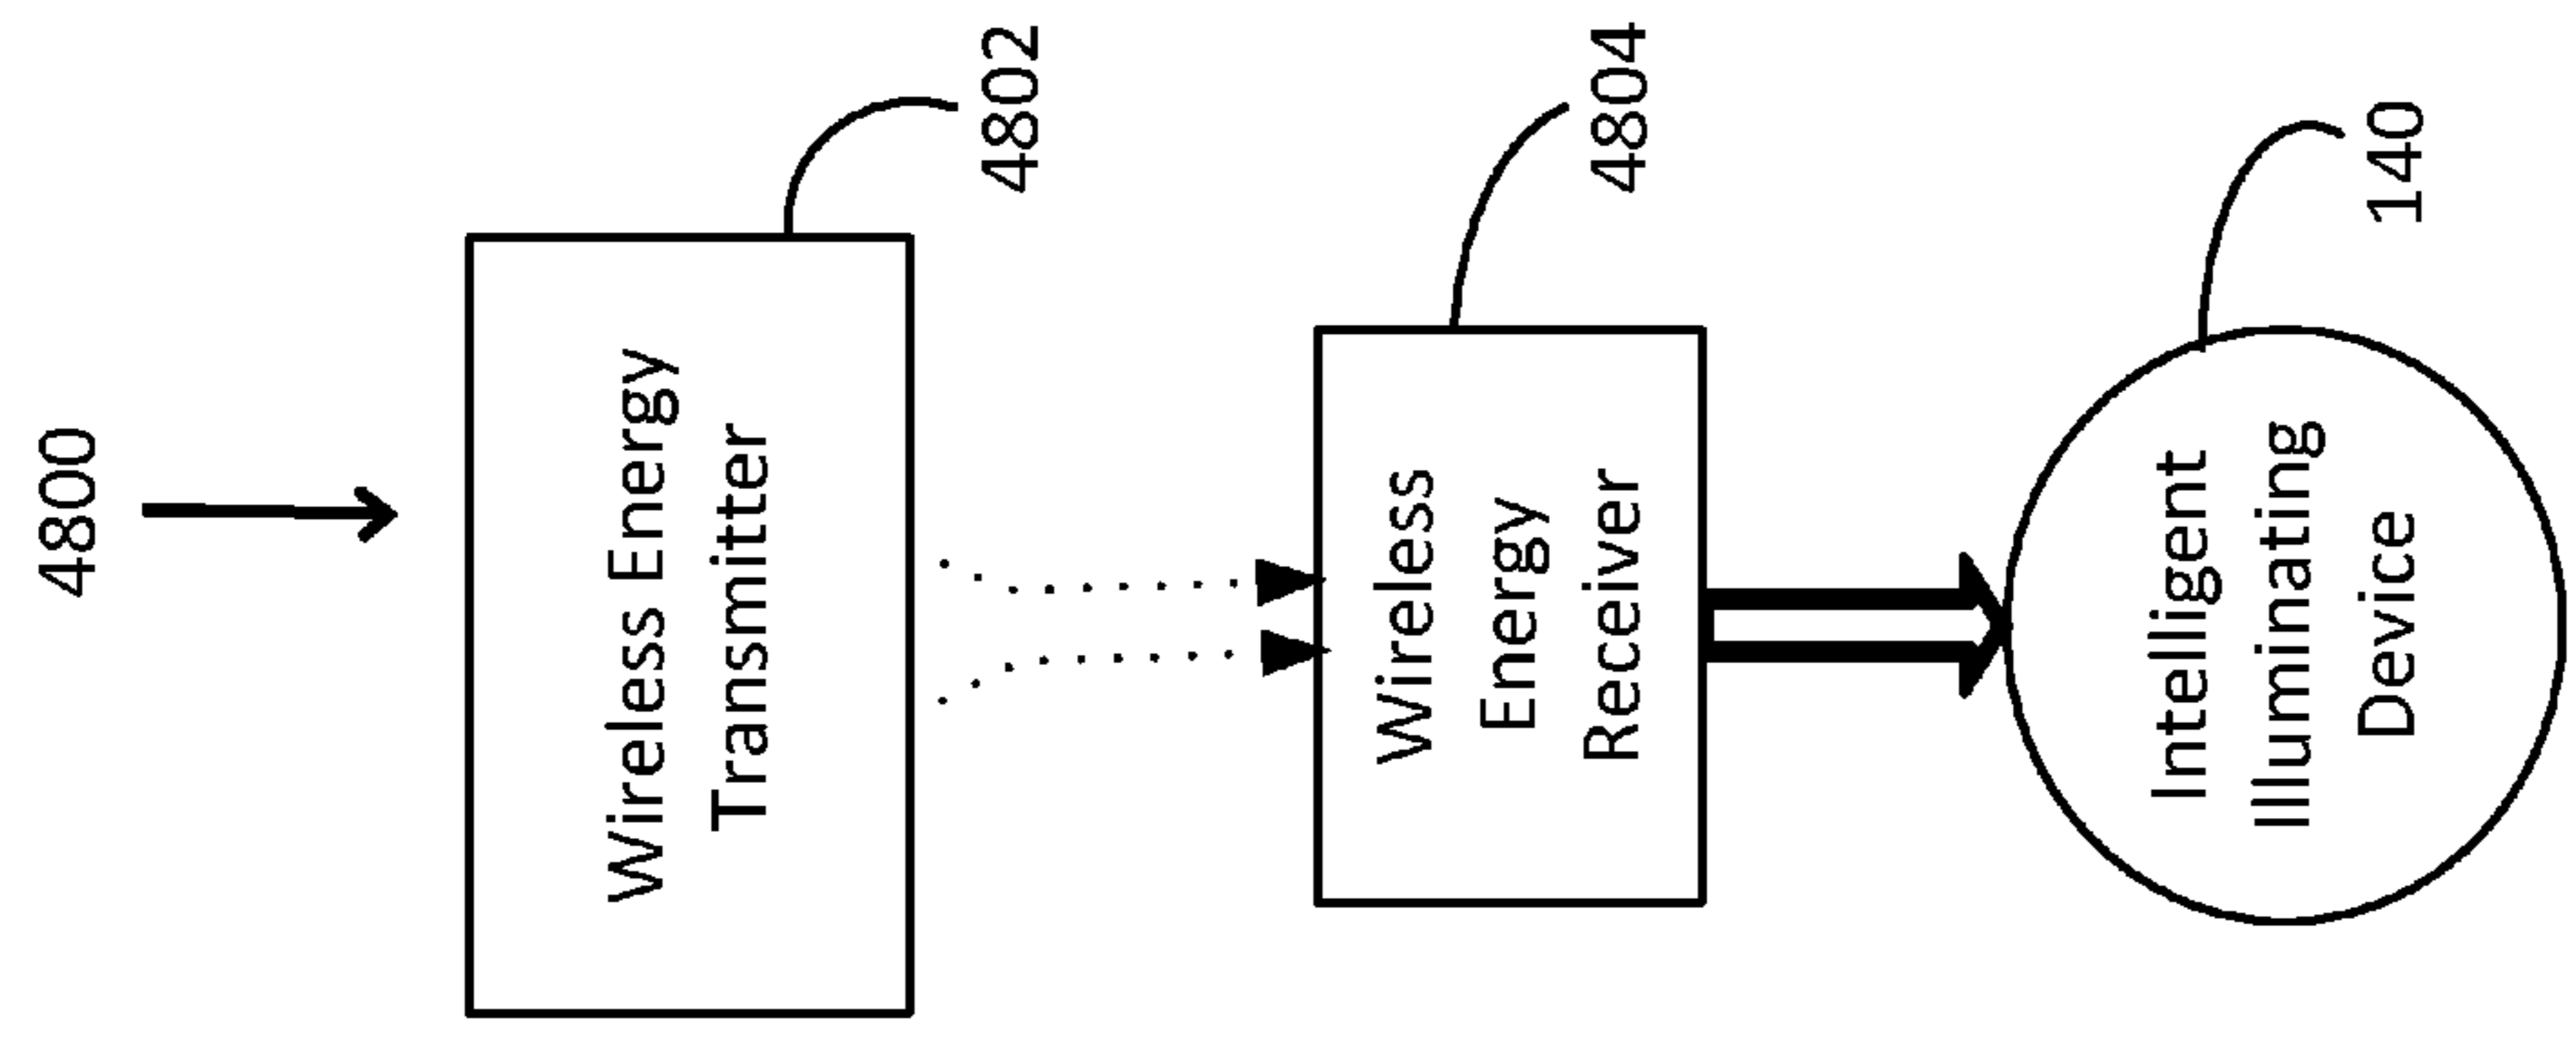 4800
Wireless Energy
Transmitter
4802
Wireless
Energy
Receiver
4804
Intelligent
Illuminating
Device
140